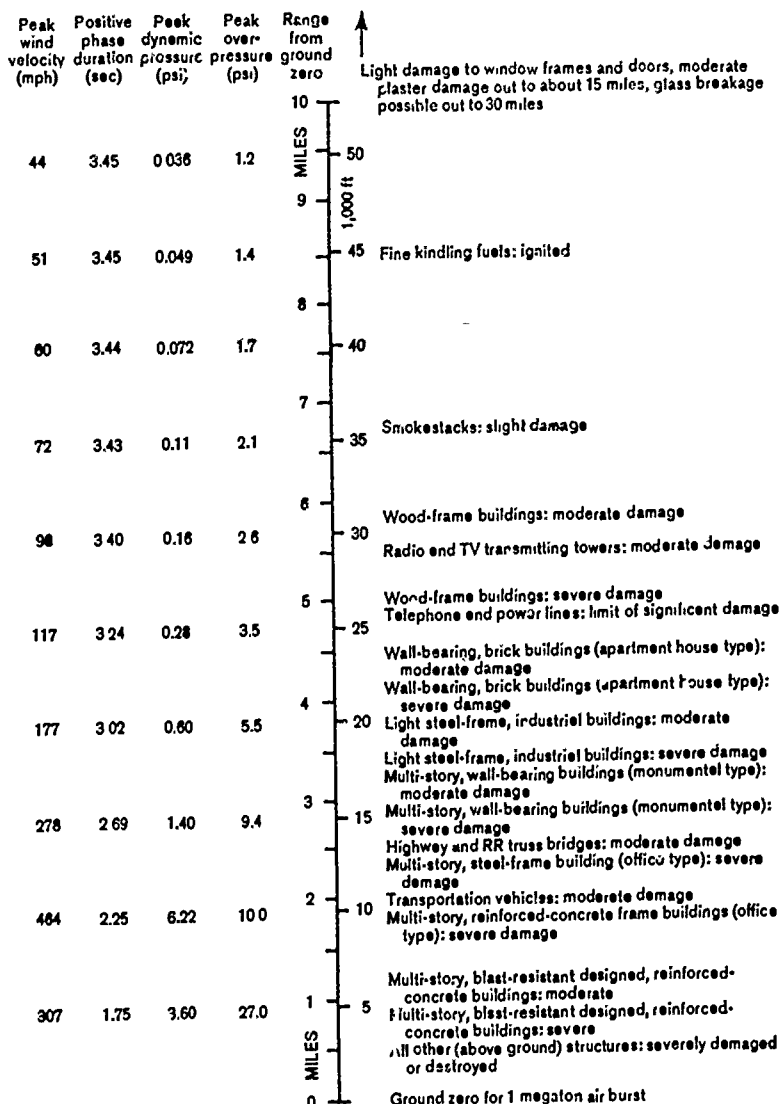 Peak wind velocity (mph) Positive phase duration (sec) Peak dynamic pressure (psi) Peak over- pressure (psi) Range from ground zero
Light damage to window frames and doors, moderate
plaster damage out to about 15 miles, glass breakage
possible out to 30 miles
10
MILES
44 3.45 0 036 1.2 50
9
1,000 ft
51 3.45 0.049 1.4 45 Fine kindling fuels: ignited
8
60 3.44 0.072 1.7 40
7
Smokestacks: slight damage
72 3.43 0.11 2.1 35
6
Wood-frame buildings: moderate damage
98 3 40 0.16 2 6 30
Radio and TV transmitting towers: moderate damage
5
Wood-frame buildings: severe damage
Telephone and power lines: limit of significant damage
117 3 24 0.28 3.5 25
Wall-bearing, brick buildings (apartment house type):
moderate damage
Wall-bearing, brick buildings (apartment house type):
severe damage
4
177 3 02 0.60 5.5 20 Light steel-frame, industrial buildings: moderate
damage
Light steel-frame, industrial buildings: severe damage
Multi-story, wall-bearing buildings (monumental type):
moderate damage
3
278 2 69 1.40 9.4 15 Multi-story, wall-bearing buildings (monumental type):
severe damage
Highway and RR truss bridges: moderate damage
Multi-story, steel-frame building (office type): severe
damage
2
Transportation vehicles: moderate damage
464 2.25 6.22 10 0 10 Multi-story, reinforced-concrete frame buildings (office
type): severe damage
Multi-story, blast-resistant designed, reinforced-
concrete buildings: moderate
1
307 1.75 3.60 27.0 5 Multi-story, blast-resistant designed, reinforced-
concrete buildings: severe
All other (above ground) structures: severely damaged
or destroyed
MILES
0 Ground zero for 1 megaton air burst